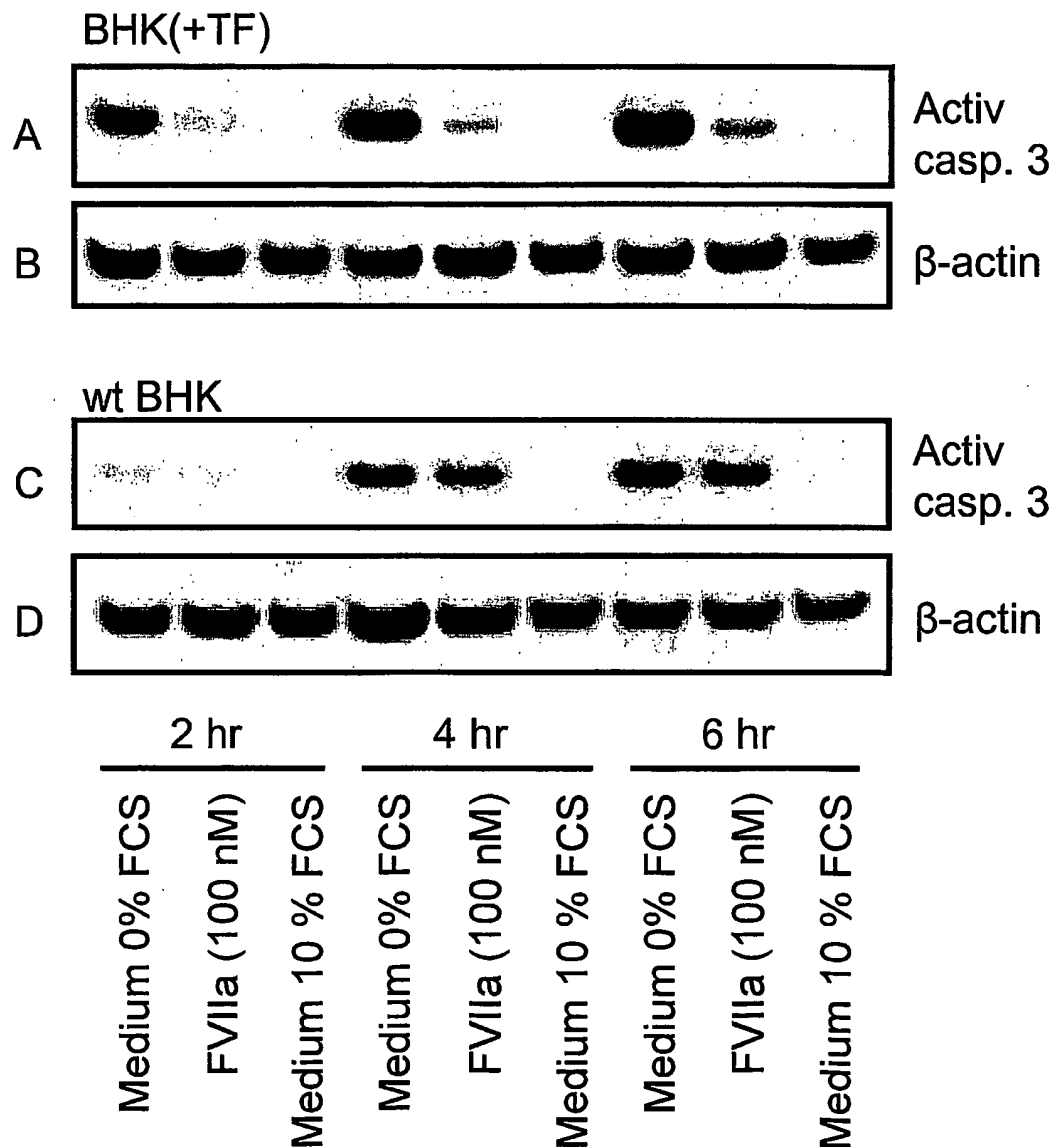 BHK(+TF)
A
Activ
casp. 3
B
β-actin
wt BHK
C
Activ
casp. 3
D
β-actin
2 hr
4 hr
6 hr
Medium 0% FCS
FVIIa (100 nM)
Medium 10 % FCS
Medium 0% FCS
FVIIa (100 nM)
Medium 10 % FCS
Medium 0% FCS
FVIIa (100 nM)
Medium 10 % FCS